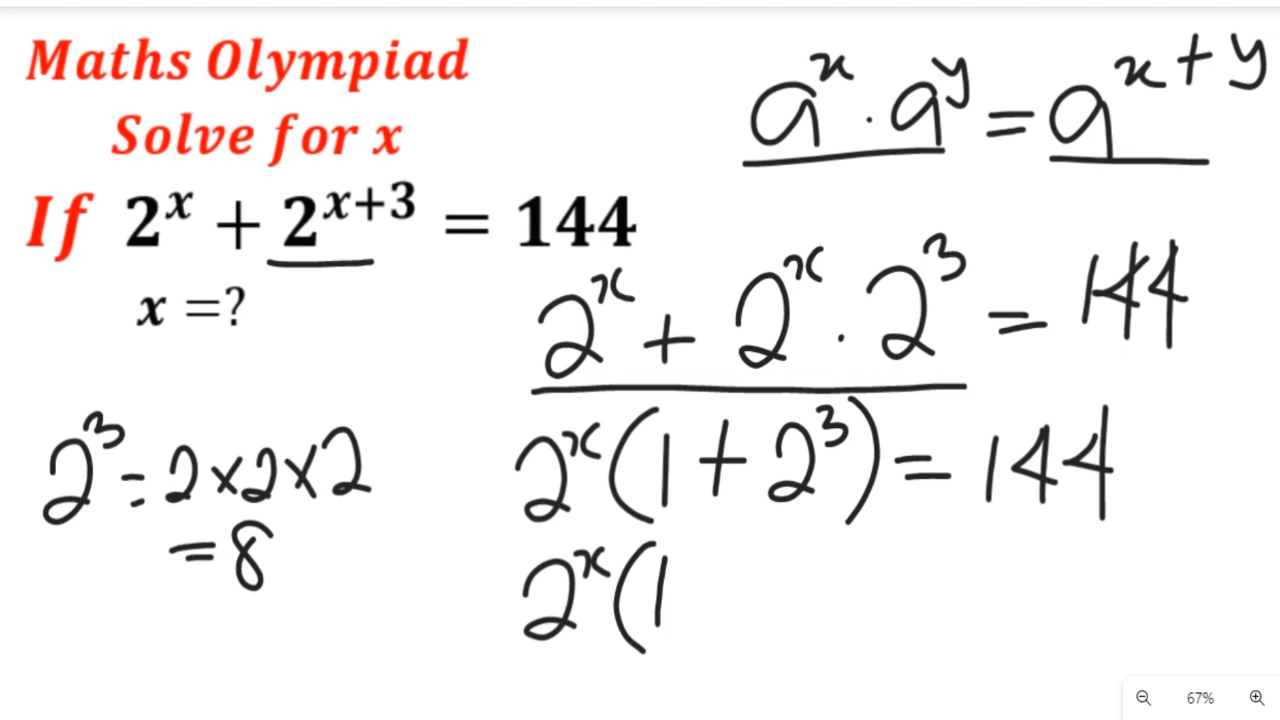 Maths Olympiad
Solve for x
If 2^x + 2^{x+3} = 144
x =?
a^x . a^y = a^{x+y}
2^x + 2^x . 2^3 = 144
2^x(1 + 2^3) = 144
2^x(1
2^3 = 2×2×2
= 8
67%